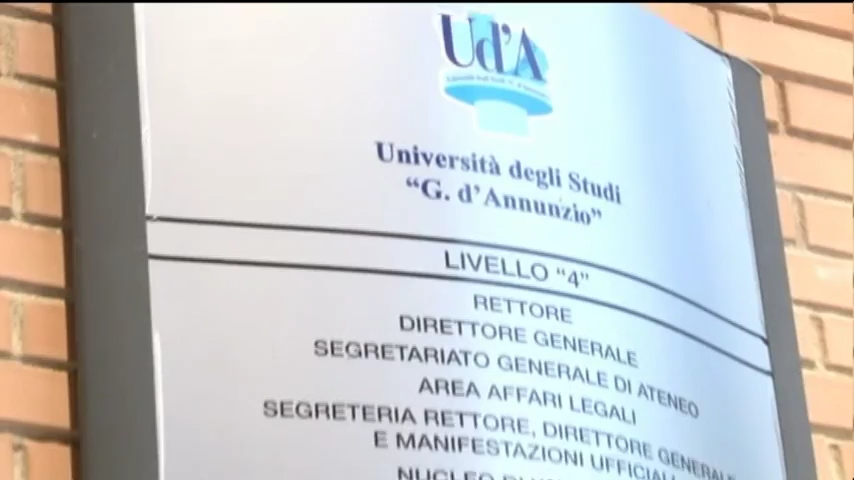 Ud'A
Università degli Studi
“G. d’Annunzio”
LIVELLO “4”
RETTORE
DIRETTORE GENERALE
SEGRETARIATO GENERALE DI ATENEO
AREA AFFARI LEGALI
SEGRETERIA RETTORE, DIRETTORE GENERALE
E MANIFESTAZIONI UFFICIALI
NUCLEO